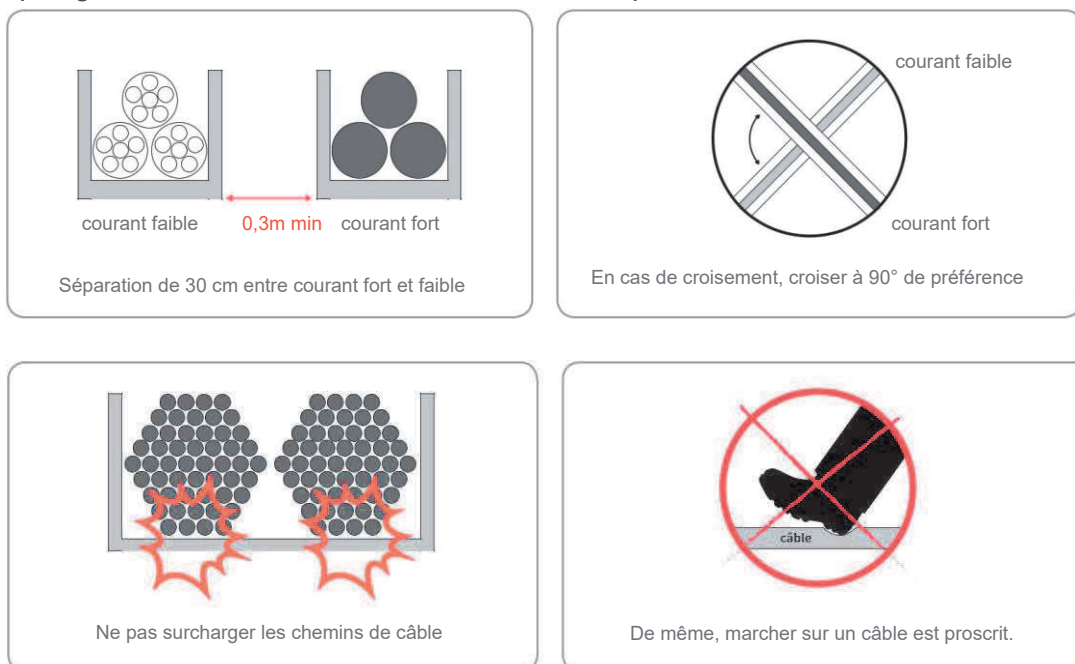 courant faible
0,3m min
courant fort
Séparation de 30 cm entre courant fort et faible
courant faible
courant fort
En cas de croisement, croiser à 90° de préférence
Ne pas surcharger les chemins de câble
câble
De même, marcher sur un câble est proscrit.